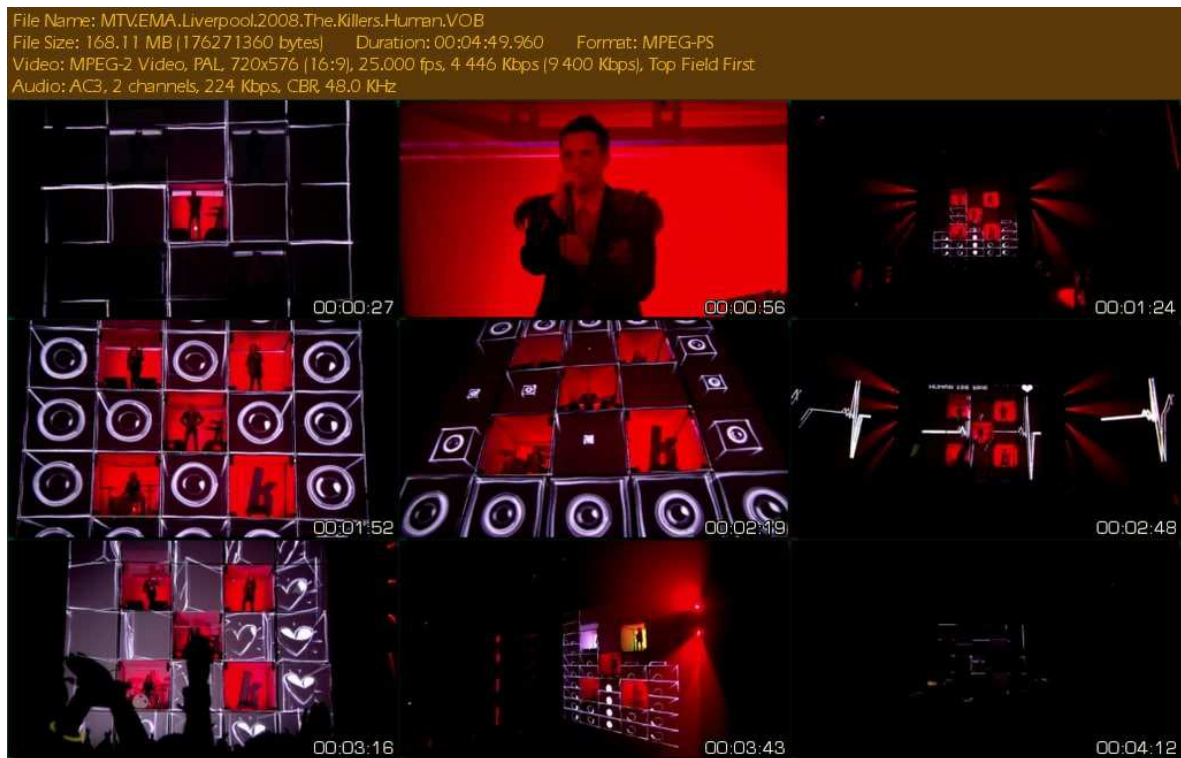 File Name: MTV.EMA.Liverpool.2008.The.Killers.Human.VOB
File Size: 168.11 MB (176271360 bytes) Duration: 00:04:49.960 Format: MPEG-PS
Video: MPEG-2 Video, PAL, 720x576 (16:9), 25.000 fps, 4 446 Kbps (9 400 Kbps), Top Field First
Audio: AC3, 2 channels, 224 Kbps, CBR, 48.0 KHz
00:00:27 00:00:56 00:01:24
k
00:01:52 00:02:19 00:02:48
k
00:03:16 00:03:43 00:04:12